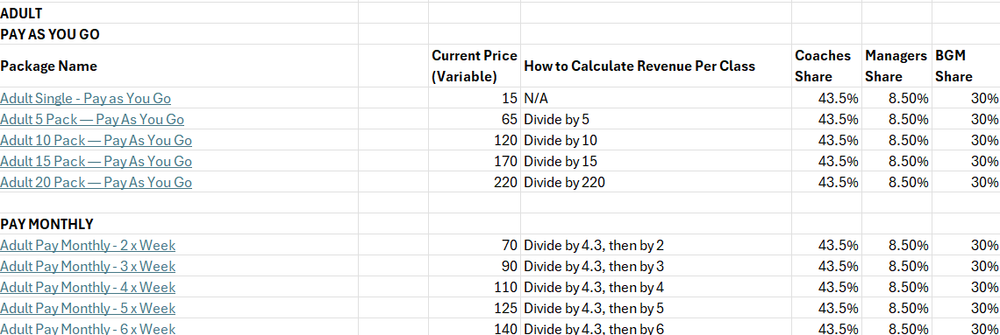 ADULT
PAY AS YOU GO
Package Name Current Price (Variable) How to Calculate Revenue Per Class Coaches Share Managers Share BGM Share
Adult Single - Pay as You Go 15 N/A 43.5% 8.50% 30%
Adult 5 Pack — Pay As You Go 65 Divide by 5 43.5% 8.50% 30%
Adult 10 Pack — Pay As You Go 120 Divide by 10 43.5% 8.50% 30%
Adult 15 Pack — Pay As You Go 170 Divide by 15 43.5% 8.50% 30%
Adult 20 Pack — Pay As You Go 220 Divide by 220 43.5% 8.50% 30%
PAY MONTHLY
Adult Pay Monthly - 2 x Week 70 Divide by 4.3, then by 2 43.5% 8.50% 30%
Adult Pay Monthly - 3 x Week 90 Divide by 4.3, then by 3 43.5% 8.50% 30%
Adult Pay Monthly - 4 x Week 110 Divide by 4.3, then by 4 43.5% 8.50% 30%
Adult Pay Monthly - 5 x Week 125 Divide by 4.3, then by 5 43.5% 8.50% 30%
Adult Pay Monthly - 6 x Week 140 Divide by 4.3, then by 6 43.5% 8.50% 30%